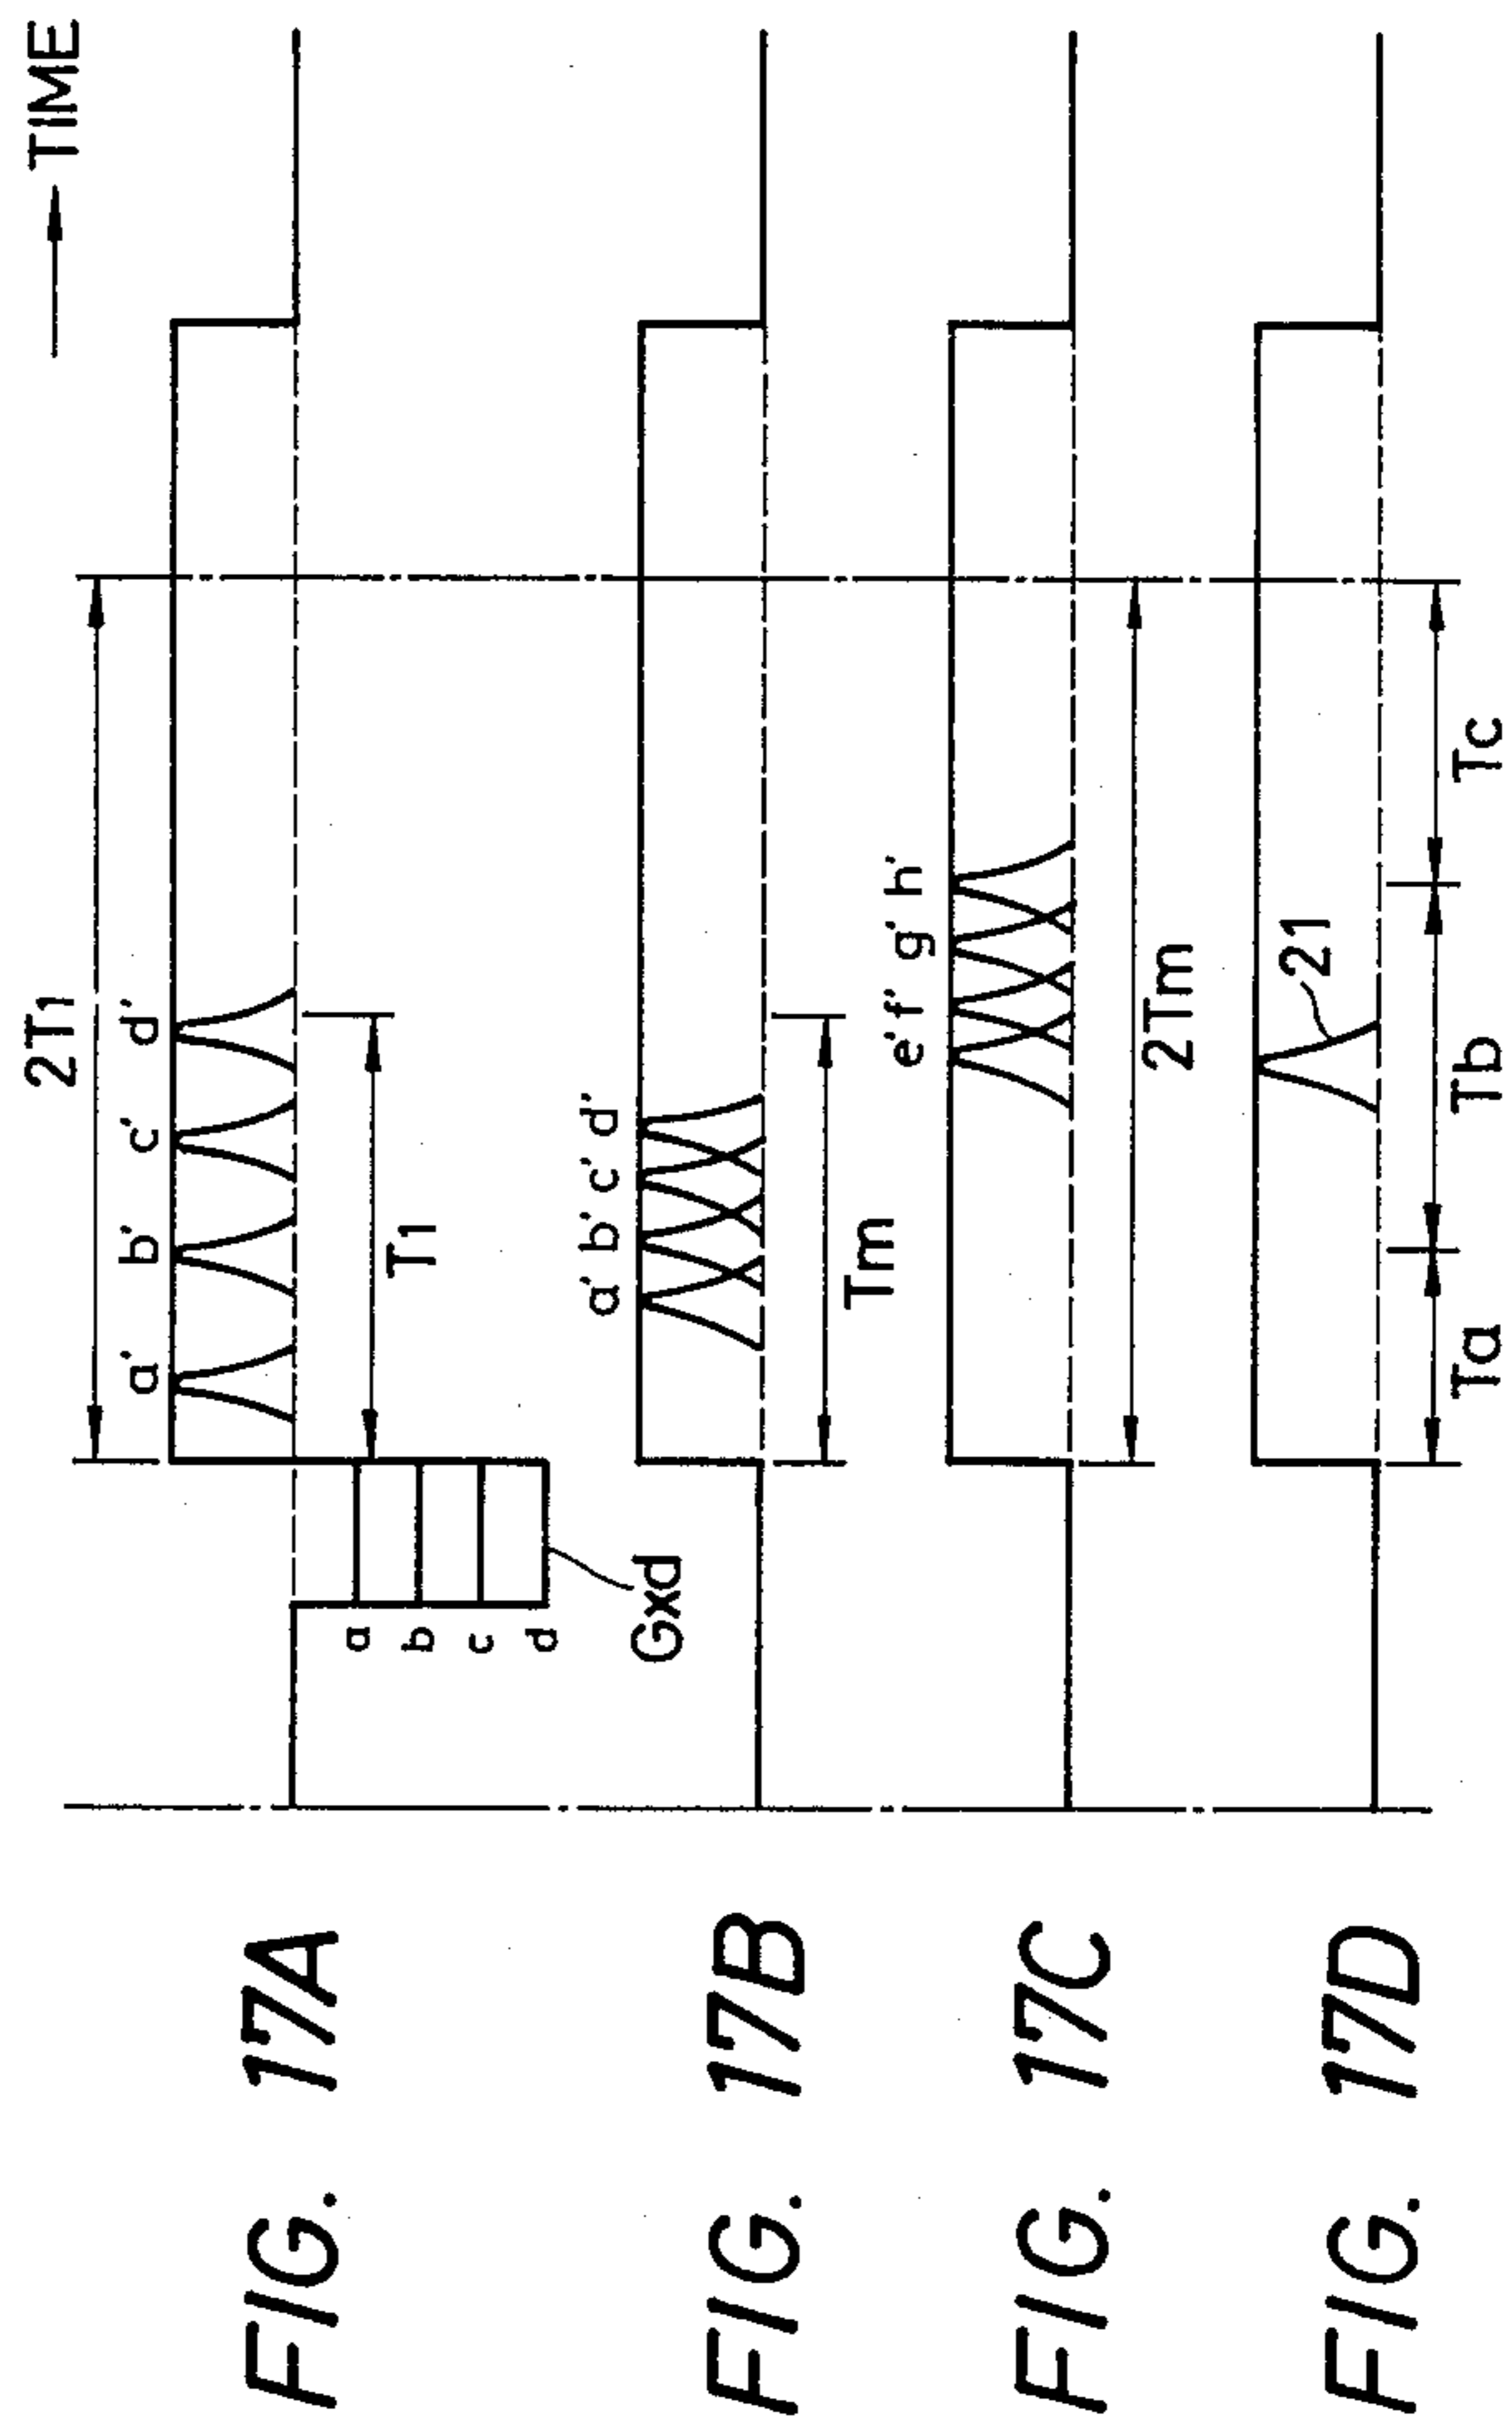 TIME
2T1
a' b' c' d'
T1
a
b
c
d
Gxd
FIG. 17A
a' b' c' d'
Tm
FIG. 17B
e' f' g' h'
2Tm
FIG. 17C
21
Ta Tb Tc
FIG. 17D